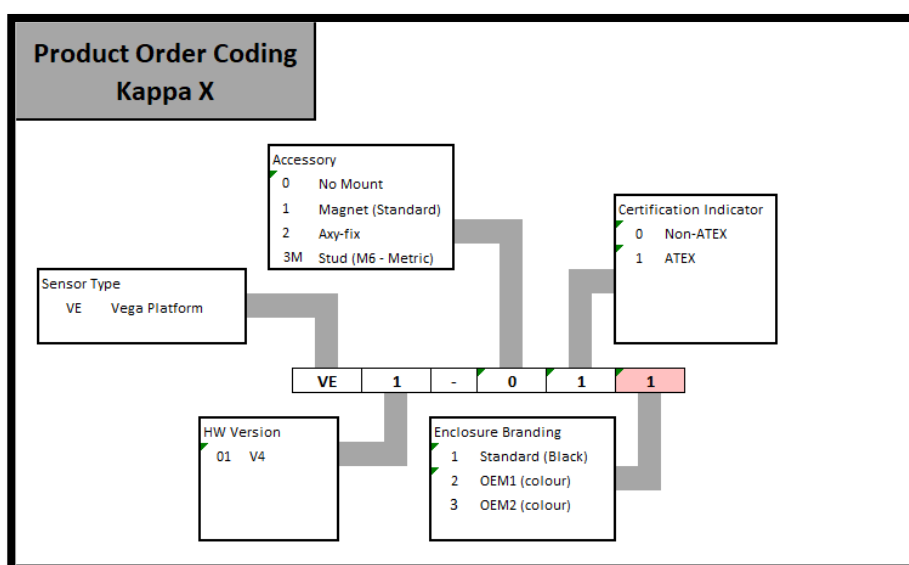 Product Order Coding
Kappa X
Accessory
0 No Mount
1 Magnet (Standard)
2 Axy-fix
3M Stud (M6 - Metric)
Certification Indicator
0 Non-ATEX
1 ATEX
Sensor Type
VE Vega Platform
VE 1 - 0 1 1
HW Version
01 V4
Enclosure Branding
1 Standard (Black)
2 OEM1 (colour)
3 OEM2 (colour)